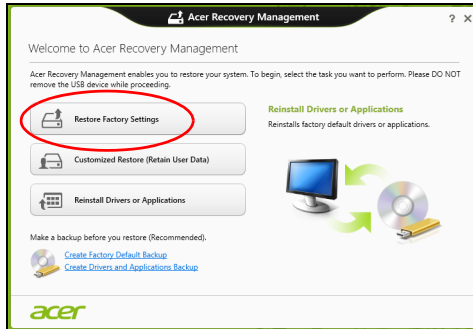 Acer Recovery Management
? X
Welcome to Acer Recovery Management
Acer Recovery Management enables you to restore your system. To begin, select the task you want to perform. Please DO NOT
remove the USB device while proceeding.
Restore Factory Settings
Customized Restore (Retain User Data)
Reinstall Drivers or Applications
Reinstall Drivers or Applications
Reinstalls factory default drivers or applications.
Make a backup before you restore (Recommended).
Create Factory Default Backup
Create Drivers and Applications Backup
acer